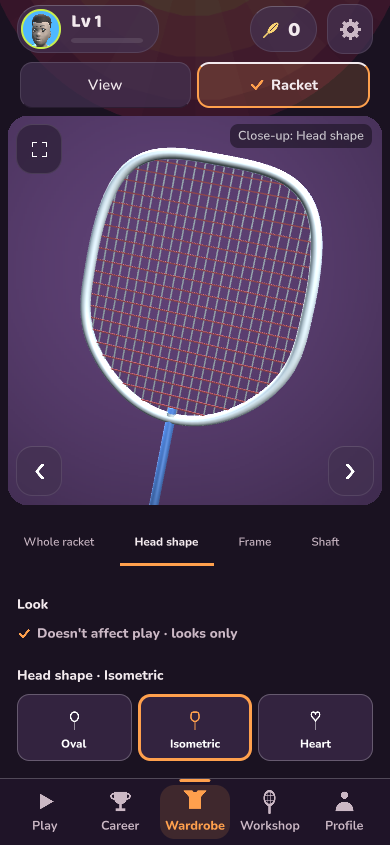 Lv 1
0
View
Racket
Close-up: Head shape
Whole racket
Head shape
Frame
Shaft
Look
Doesn't affect play · looks only
Head shape · Isometric
Oval
Isometric
Heart
Play
Career
Wardrobe
Workshop
Profile